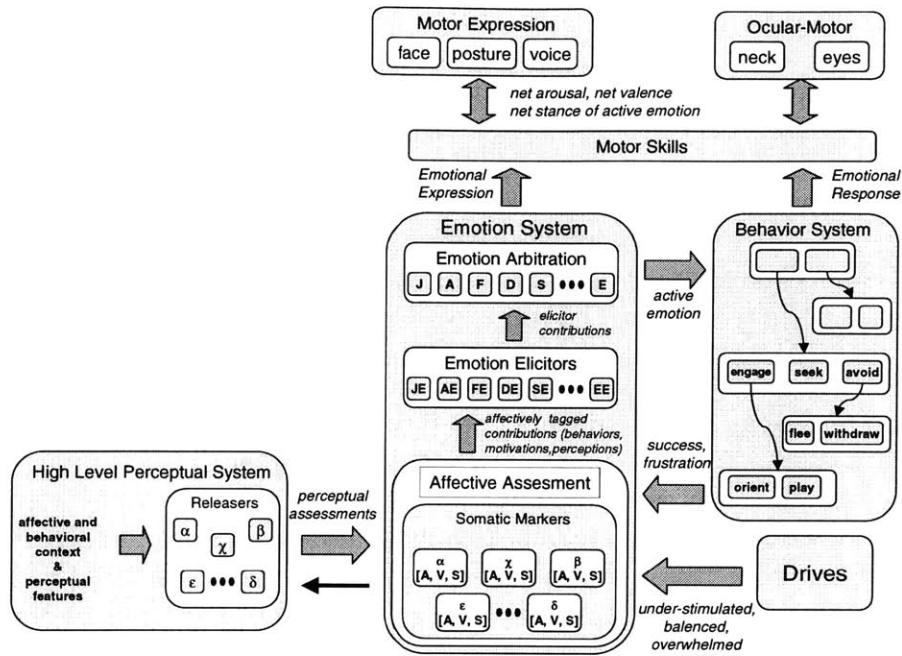 Motor Expression
face posture voice
Ocular-Motor
neck eyes
net arousal, net valence
net stance of active emotion
Motor Skills
Emotional
Expression
Emotional
Response
Emotion System
Emotion Arbitration
J A F D S ••• E
elicitor
contributions
Emotion Elicitors
JE AE FE DE SE ••• EE
affectively tagged
contributions (behaviors,
motivations,perceptions)
active
emotion
Behavior System
engage seek avoid
flee withdraw
orient play
success,
frustration
High Level Perceptual System
affective and
behavioral
context
&
perceptual
features
Releasers
α χ β
ε ••• δ
perceptual
assessments
Affective Assesment
Somatic Markers
α χ β
[A, V, S] [A, V, S] [A, V, S]
ε ••• δ
[A, V, S] [A, V, S]
Drives
under-stimulated,
balenced,
overwhelmed